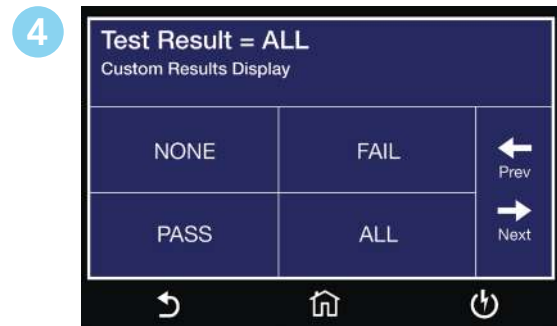 4
Test Result = ALL
Custom Results Display
NONE
FAIL
Prev
PASS
ALL
Next